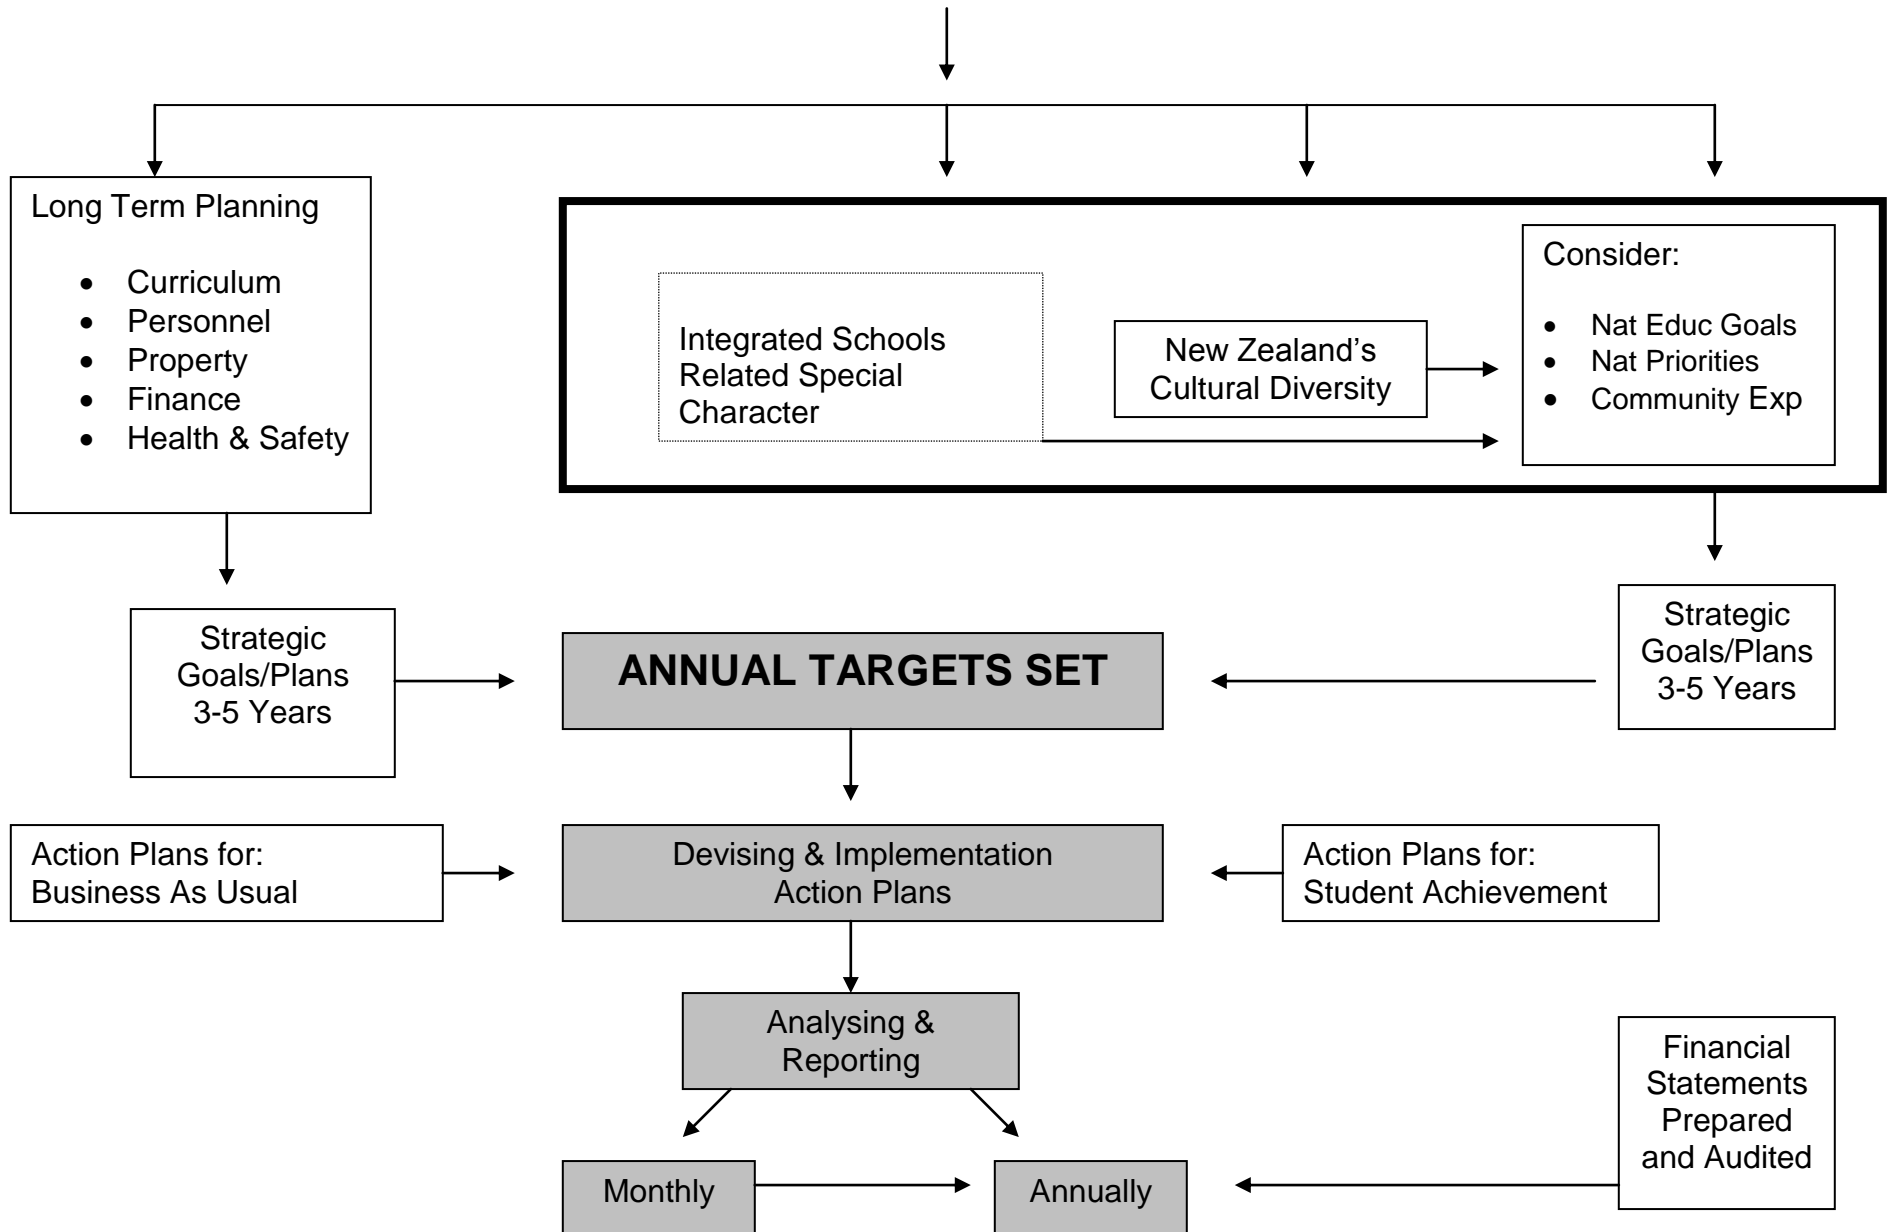 Long Term Planning
• Curriculum
• Personnel
• Property
• Finance
• Health & Safety
Integrated Schools
Related Special
Character
New Zealand’s
Cultural Diversity
Consider:
• Nat Educ Goals
• Nat Priorities
• Community Exp
Strategic
Goals/Plans
3-5 Years
ANNUAL TARGETS SET
Strategic
Goals/Plans
3-5 Years
Action Plans for:
Business As Usual
Devising & Implementation
Action Plans
Action Plans for:
Student Achievement
Analysing &
Reporting
Financial
Statements
Prepared
and Audited
Monthly
Annually